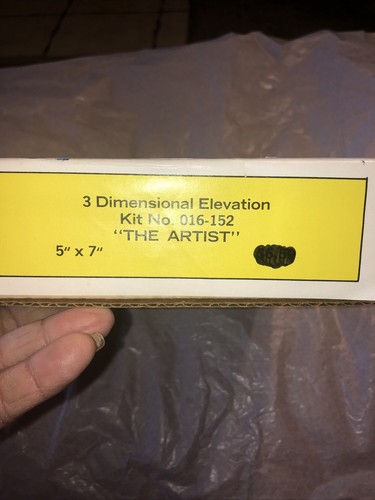 3 Dimensional Elevation
Kit No. 016-152
"THE ARTIST"
5" x 7"